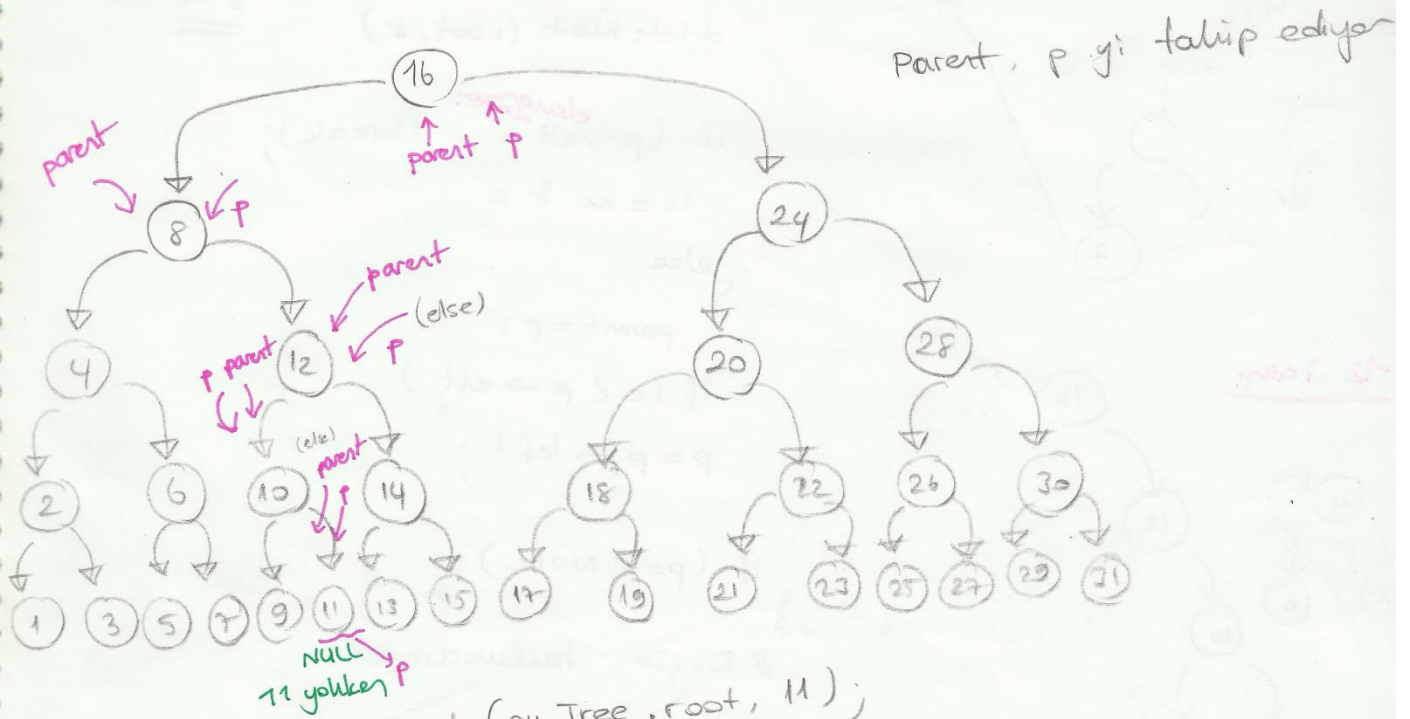 Parent, p yi takip ediyor
16
parent p
parent
8
p
24
parent
(else)
p
4
p parent
12
20
28
(else)
parent
p
2
6
10
14
18
22
26
30
1
3
5
7
9
11
13
15
17
19
21
23
25
27
29
31
NULL
p
11 yokken
Tree.root, 11);